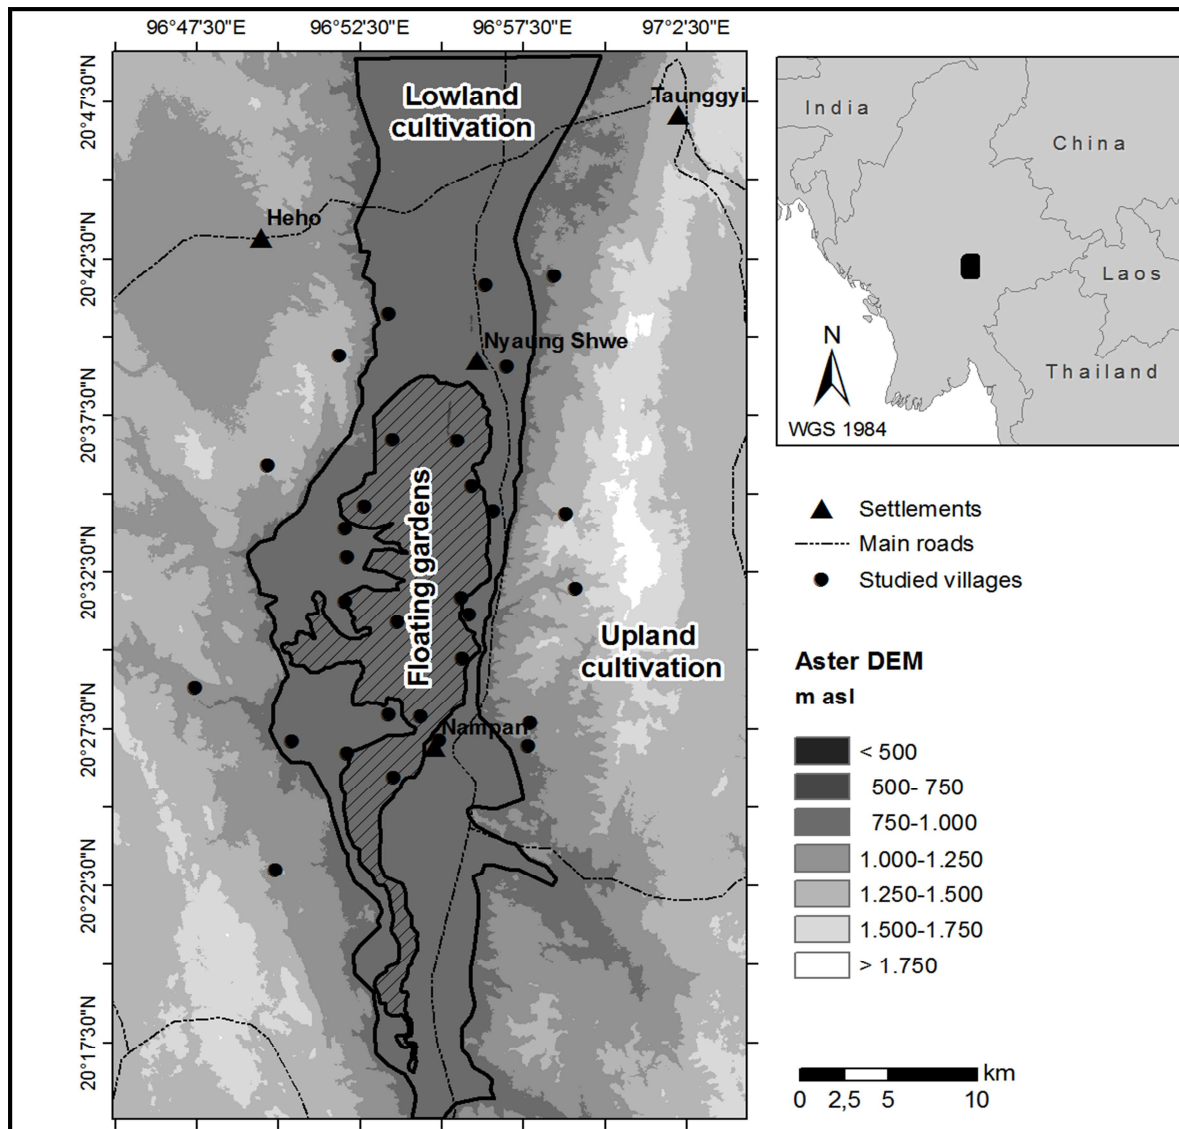 96°47'30"E
96°52'30"E
96°57'30"E
97°2'30"E
20°47'30"N
20°42'30"N
20°37'30"N
20°32'30"N
20°27'30"N
20°22'30"N
20°17'30"N
Lowland
cultivation
Taunggyi
Heho
Nyaung Shwe
Floating gardens
Upland
cultivation
Nampan
India
China
Laos
Thailand
N
WGS 1984
Settlements
Main roads
Studied villages
Aster DEM
m asl
< 500
500- 750
750-1.000
1.000-1.250
1.250-1.500
1.500-1.750
> 1.750
km
0 2,5 5 10